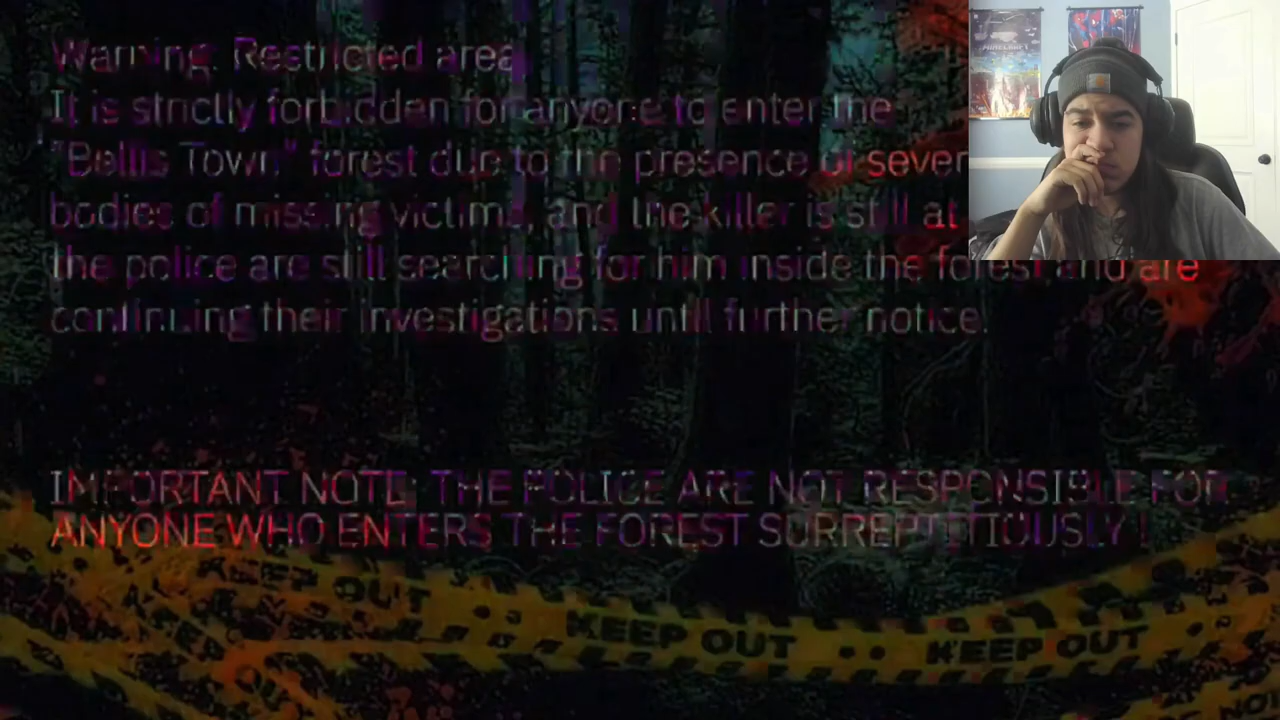 Warning: Restricted area
It is strictly forbidden for anyone to enter the
"Bellis Town" forest due to the presence of sever
bodies of missing victims, and the killer is still at
the police are still searching for him inside the forest and are
continuing their investigations until further notice.
IMPORTANT NOTE: THE POLICE ARE NOT RESPONSIBLE FOR
ANYONE WHO ENTERS THE FOREST SURREPTITIOUSLY !
KEEP OUT
KEEP OUT
KEEP OUT
MINECRAFT